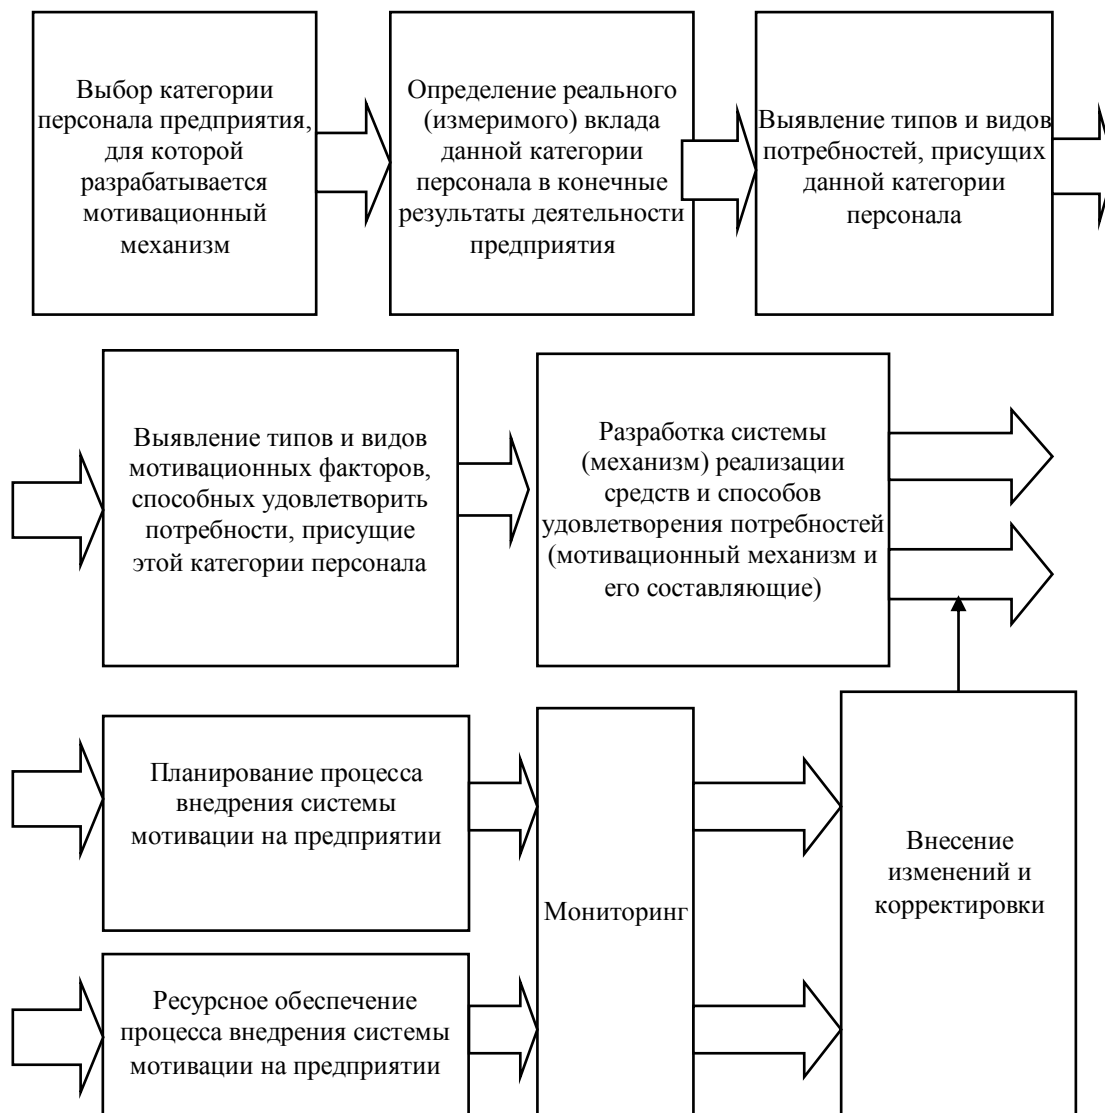 Выбор категории
персонала предприятия,
для которой
разрабатывается
мотивационный
механизм
Определение реального
(измеримого) вклада
данной категории
персонала в конечные
результаты деятельности
предприятия
Выявление типов и видов
потребностей, присущих
данной категории
персонала
Выявление типов и видов
мотивационных факторов,
способных удовлетворить
потребности, присущие
этой категории персонала
Разработка системы
(механизм) реализации
средств и способов
удовлетворения потребностей
(мотивационный механизм и
его составляющие)
Планирование процесса
внедрения системы
мотивации на предприятии
Мониторинг
Внесение
изменений и
корректировки
Ресурсное обеспечение
процесса внедрения системы
мотивации на предприятии